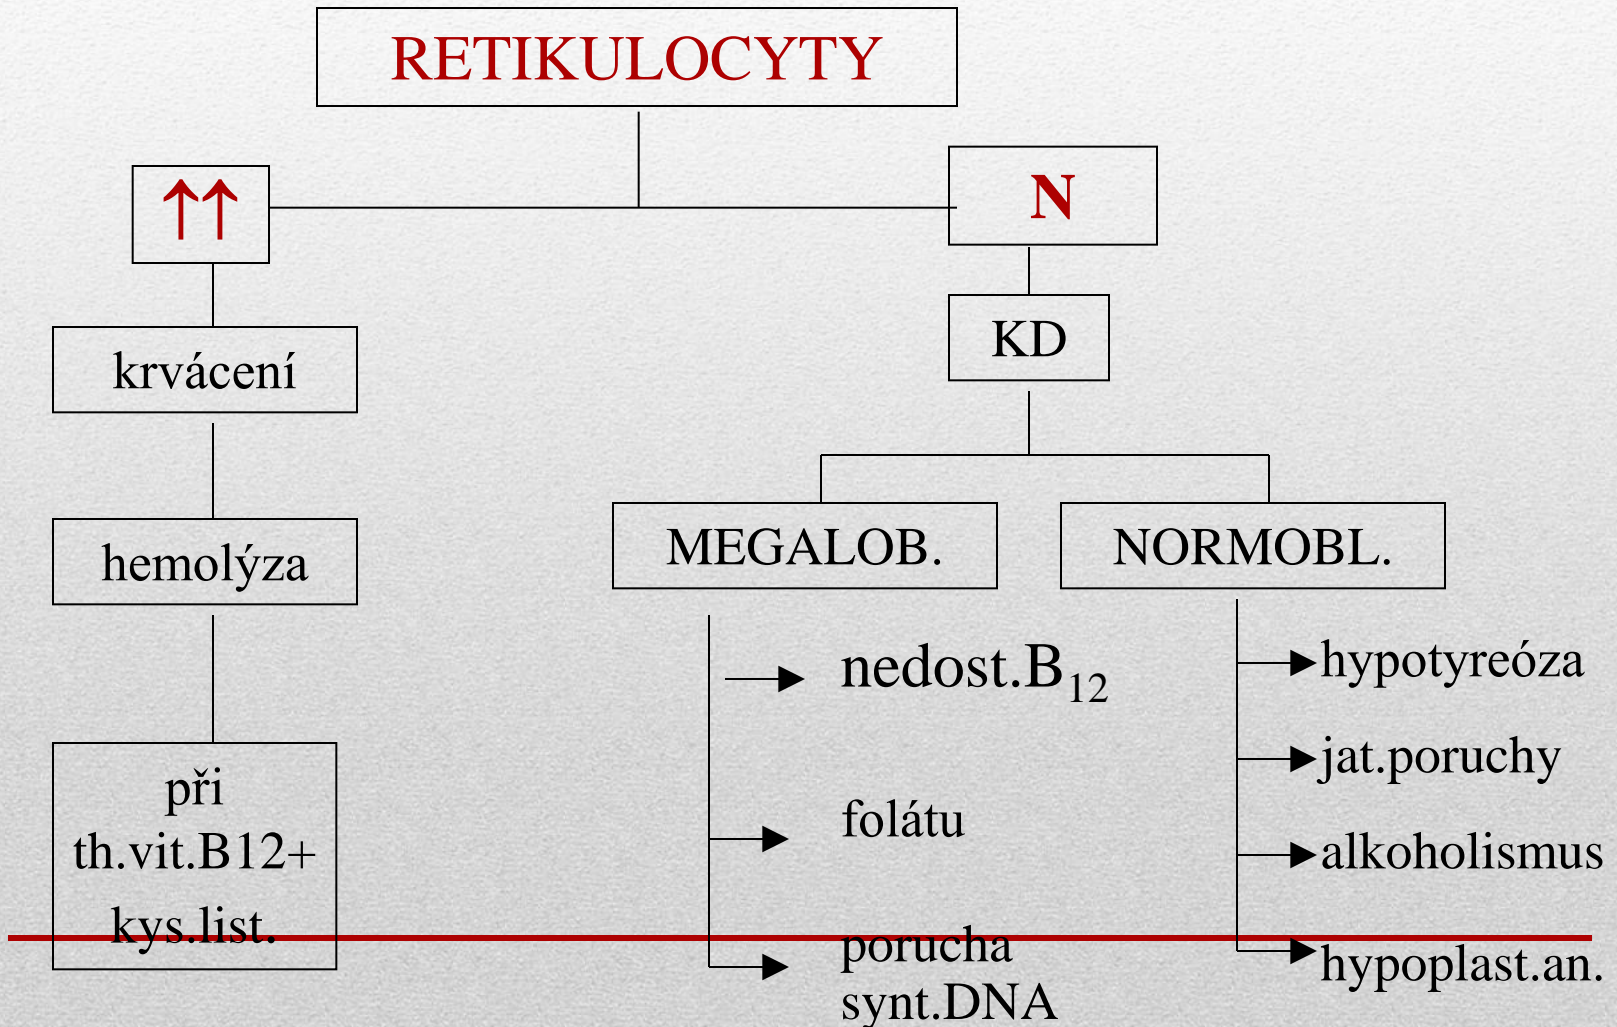 RETIKULOCYTY
↑↑
N
krvácení
KD
hemolýza
MEGALOB.
NORMOBL.
při
th.vit.B12+
kys.list.
nedost.B₁₂
folátu
porucha
synt.DNA
hypotyreóza
jat.poruchy
alkoholismus
hypoplast.an.